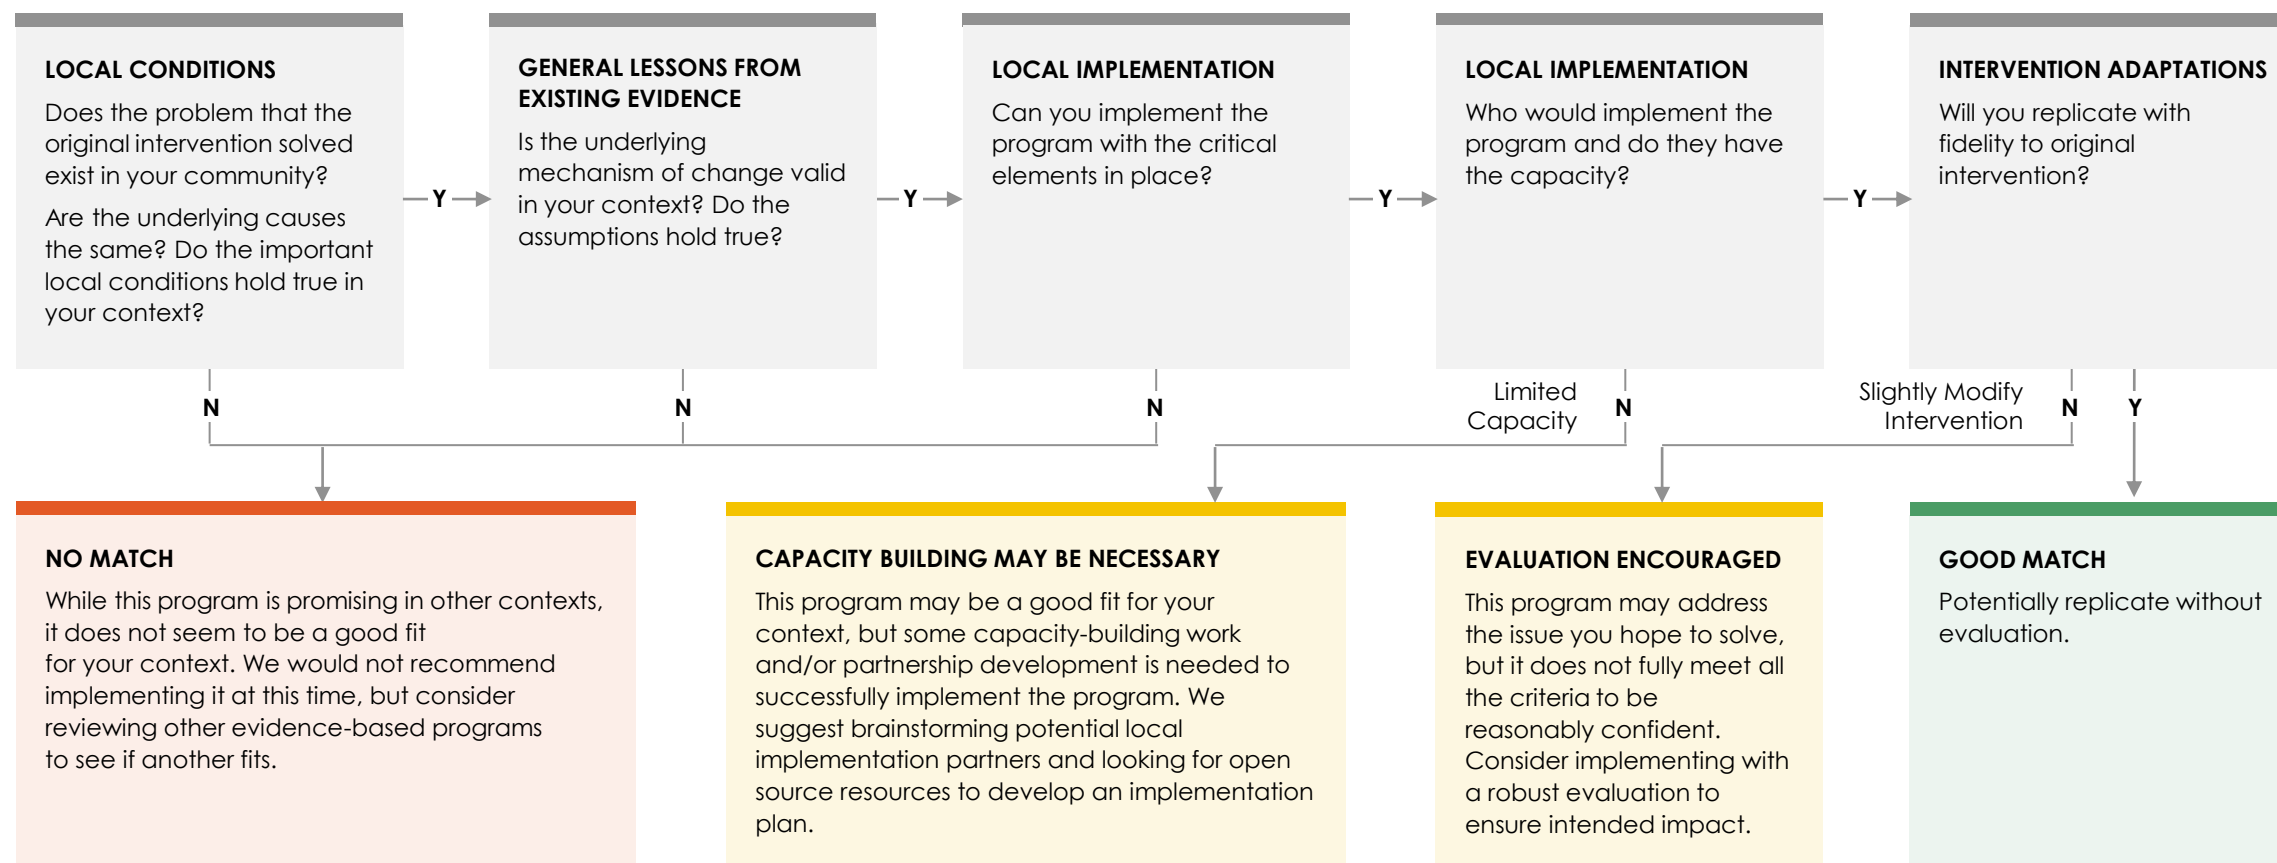 LOCAL CONDITIONS
Does the problem that the
original intervention solved
exist in your community?
Are the underlying causes
the same? Do the important
local conditions hold true in
your context?
Y
GENERAL LESSONS FROM
EXISTING EVIDENCE
Is the underlying
mechanism of change valid
in your context? Do the
assumptions hold true?
Y
LOCAL IMPLEMENTATION
Can you implement the
program with the critical
elements in place?
Y
LOCAL IMPLEMENTATION
Who would implement the
program and do they have
the capacity?
Y
INTERVENTION ADAPTATIONS
Will you replicate with
fidelity to original
intervention?
N
N
N
Limited
Capacity
N
Slightly Modify
Intervention
N
Y
NO MATCH
While this program is promising in other contexts,
it does not seem to be a good fit
for your context. We would not recommend
implementing it at this time, but consider
reviewing other evidence-based programs
to see if another fits.
CAPACITY BUILDING MAY BE NECESSARY
This program may be a good fit for your
context, but some capacity-building work
and/or partnership development is needed to
successfully implement the program. We
suggest brainstorming potential local
implementation partners and looking for open
source resources to develop an implementation
plan.
EVALUATION ENCOURAGED
This program may address
the issue you hope to solve,
but it does not fully meet all
the criteria to be
reasonably confident.
Consider implementing with
a robust evaluation to
ensure intended impact.
GOOD MATCH
Potentially replicate without
evaluation.